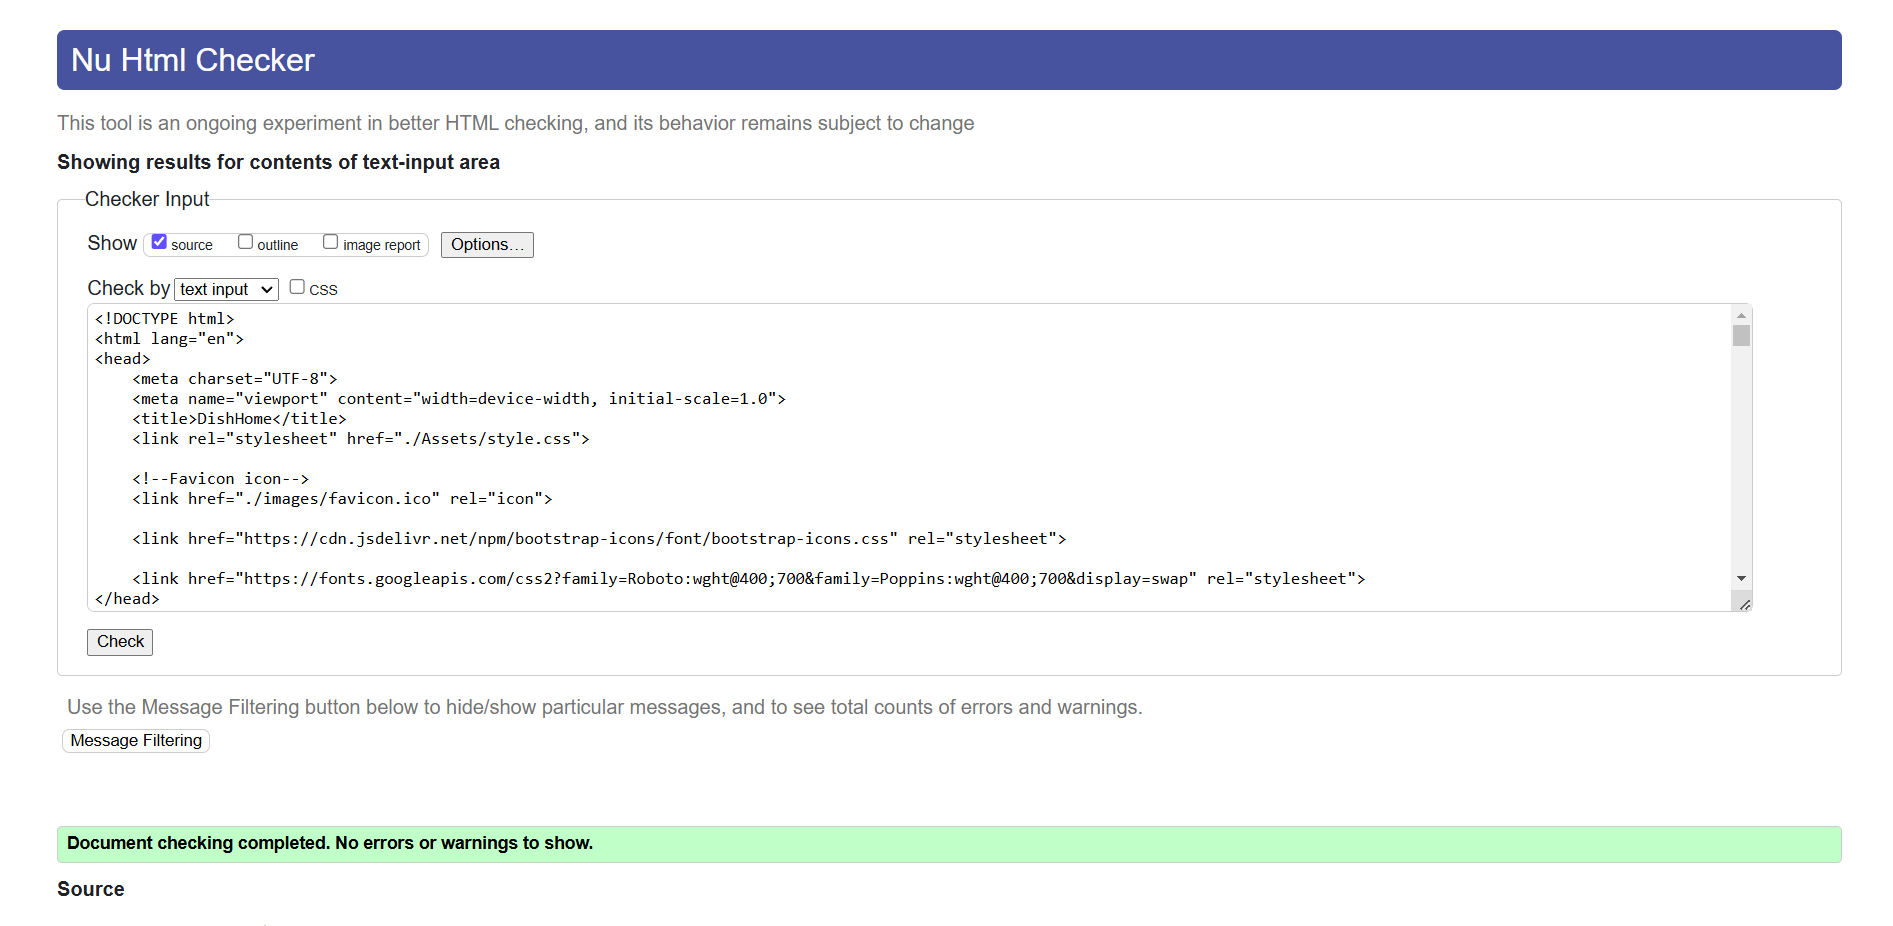 Nu Html Checker
This tool is an ongoing experiment in better HTML checking, and its behavior remains subject to change
Showing results for contents of text-input area
Checker Input
Show source outline image report Options...
Check by text input CSS
<!DOCTYPE html>
<html lang="en">
<head>
    <meta charset="UTF-8">
    <meta name="viewport" content="width=device-width, initial-scale=1.0">
    <title>DishHome</title>
    <link rel="stylesheet" href="./Assets/style.css">
    <!--Favicon icon-->
    <link href="./images/favicon.ico" rel="icon">
    <link href="https://cdn.jsdelivr.net/npm/bootstrap-icons/font/bootstrap-icons.css" rel="stylesheet">
    <link href="https://fonts.googleapis.com/css2?family=Roboto:wght@400;700&family=Poppins:wght@400;700&display=swap" rel="stylesheet">
</head>
Check
Use the Message Filtering button below to hide/show particular messages, and to see total counts of errors and warnings.
Message Filtering
Document checking completed. No errors or warnings to show.
Source